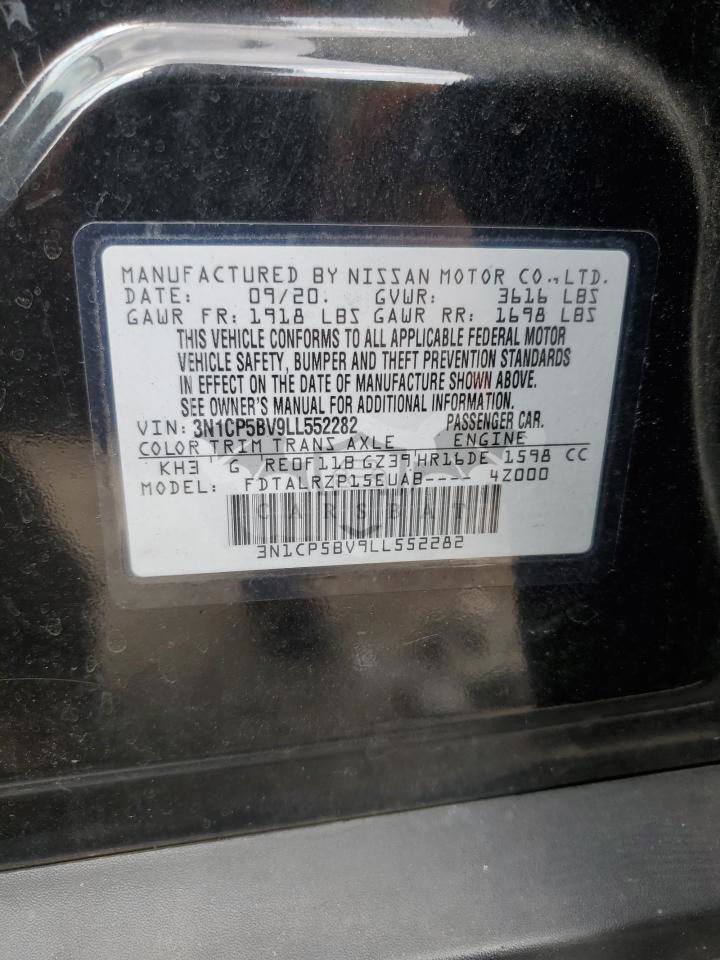 MANUFACTURED BY NISSAN MOTOR CO.,LTD.
DATE: 09/20. GVWR: 3616 LBS
GAWR FR: 1918 LBS GAWR RR: 1698 LBS
THIS VEHICLE CONFORMS TO ALL APPLICABLE FEDERAL MOTOR
VEHICLE SAFETY, BUMPER AND THEFT PREVENTION STANDARDS
IN EFFECT ON THE DATE OF MANUFACTURE SHOWN ABOVE.
SEE OWNER'S MANUAL FOR ADDITIONAL INFORMATION.
VIN: 3N1CP5BV9LL552282 PASSENGER CAR.
COLOR TRIM TRANS AXLE ENGINE
KH3 G RE0F11B GZ39 HR16DE 1598 CC
MODEL: FDTALRZP15EUAB---- 4Z000
CARSBAT
3N1CP5BV9LL552282